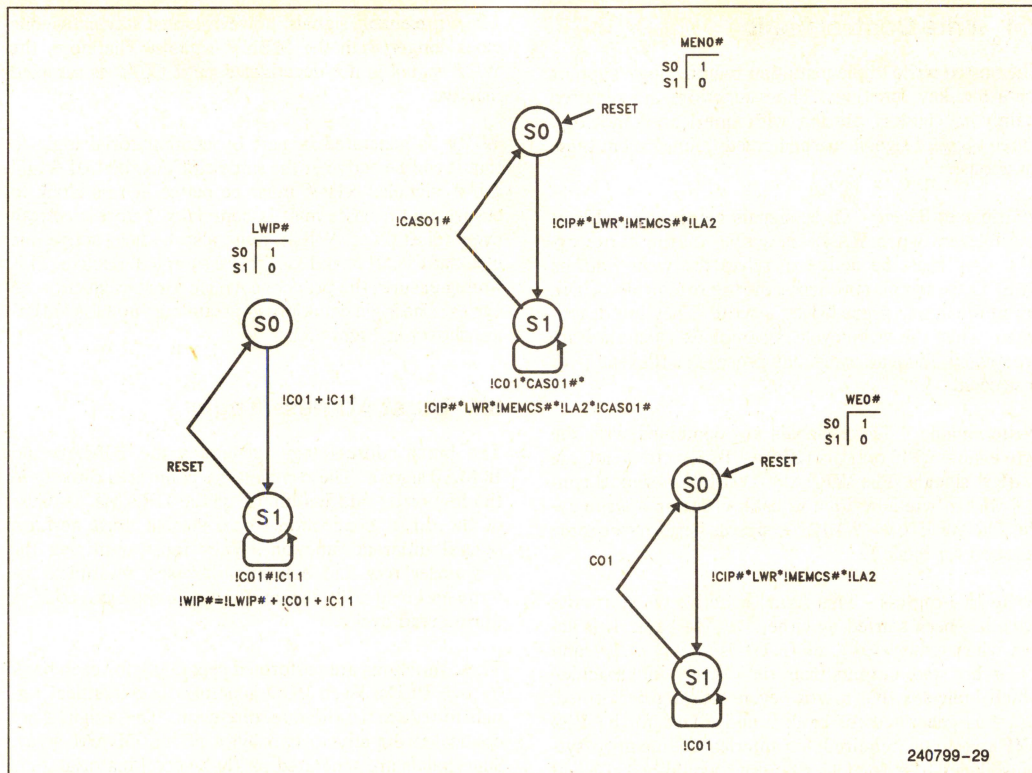 MEN0#
S0 1
S1 0
RESET
S0
!CAS01#
!CIP#*LWR*!MEMCS#*!LA2
S1
!C01*CAS01#*
!CIP#*LWR*!MEMCS#*!LA2*!CAS01#
LWIP#
S0 1
S1 0
S0
!C01+!C11
RESET
S1
!C01#!C11
!WIP#=!LWIP#+!C01+!C11
WE0#
S0 1
S1 0
RESET
S0
C01
!CIP#*LWR*!MEMCS#*!LA2
S1
!C01
240799-29